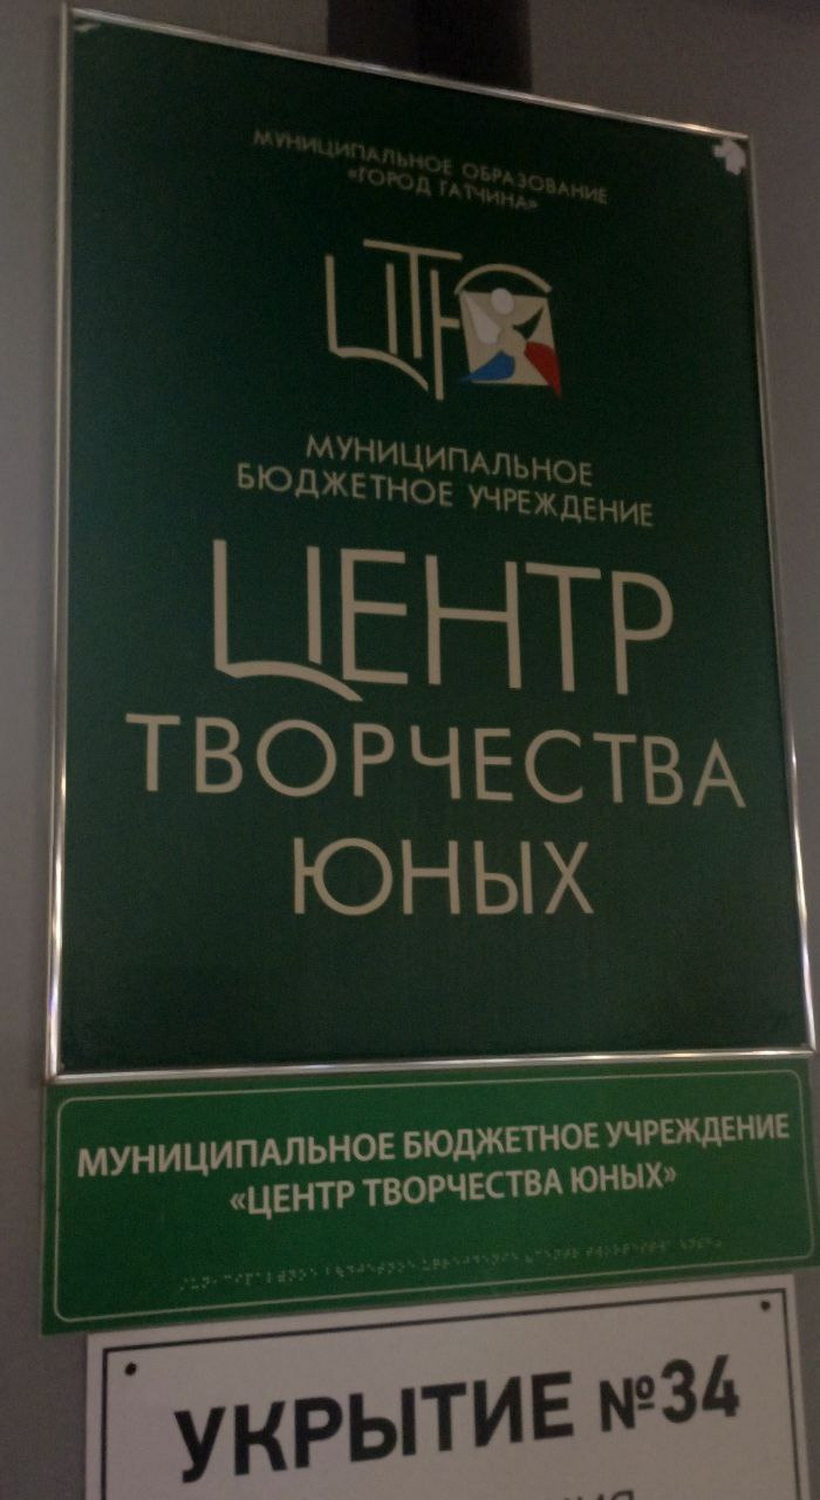 МУНИЦИПАЛЬНОЕ ОБРАЗОВАНИЕ
«ГОРОД ГАТЧИНА»
ЦТЮ
МУНИЦИПАЛЬНОЕ
БЮДЖЕТНОЕ УЧРЕЖДЕНИЕ
ЦЕНТР
ТВОРЧЕСТВА
ЮНЫХ
МУНИЦИПАЛЬНОЕ БЮДЖЕТНОЕ УЧРЕЖДЕНИЕ
«ЦЕНТР ТВОРЧЕСТВА ЮНЫХ»
УКРЫТИЕ №34